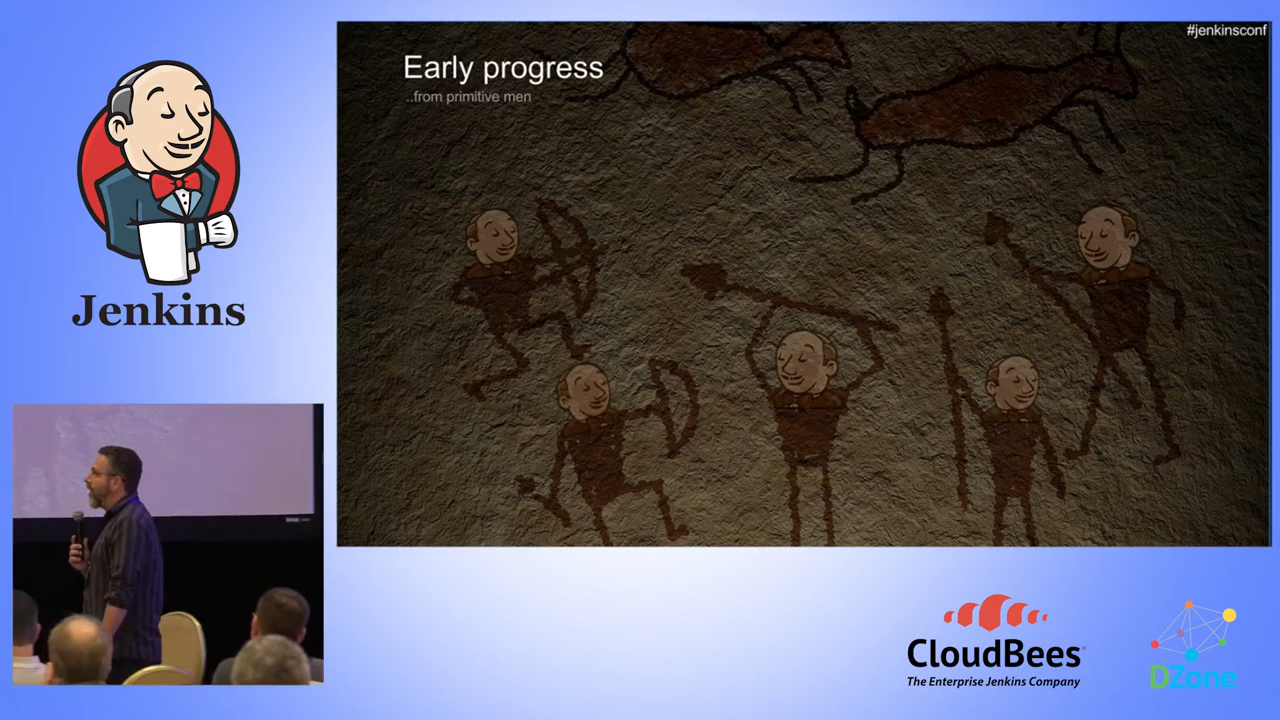 #jenkinsconf
Early progress
..from primitive men
Jenkins
CloudBees
The Enterprise Jenkins Company
DZone